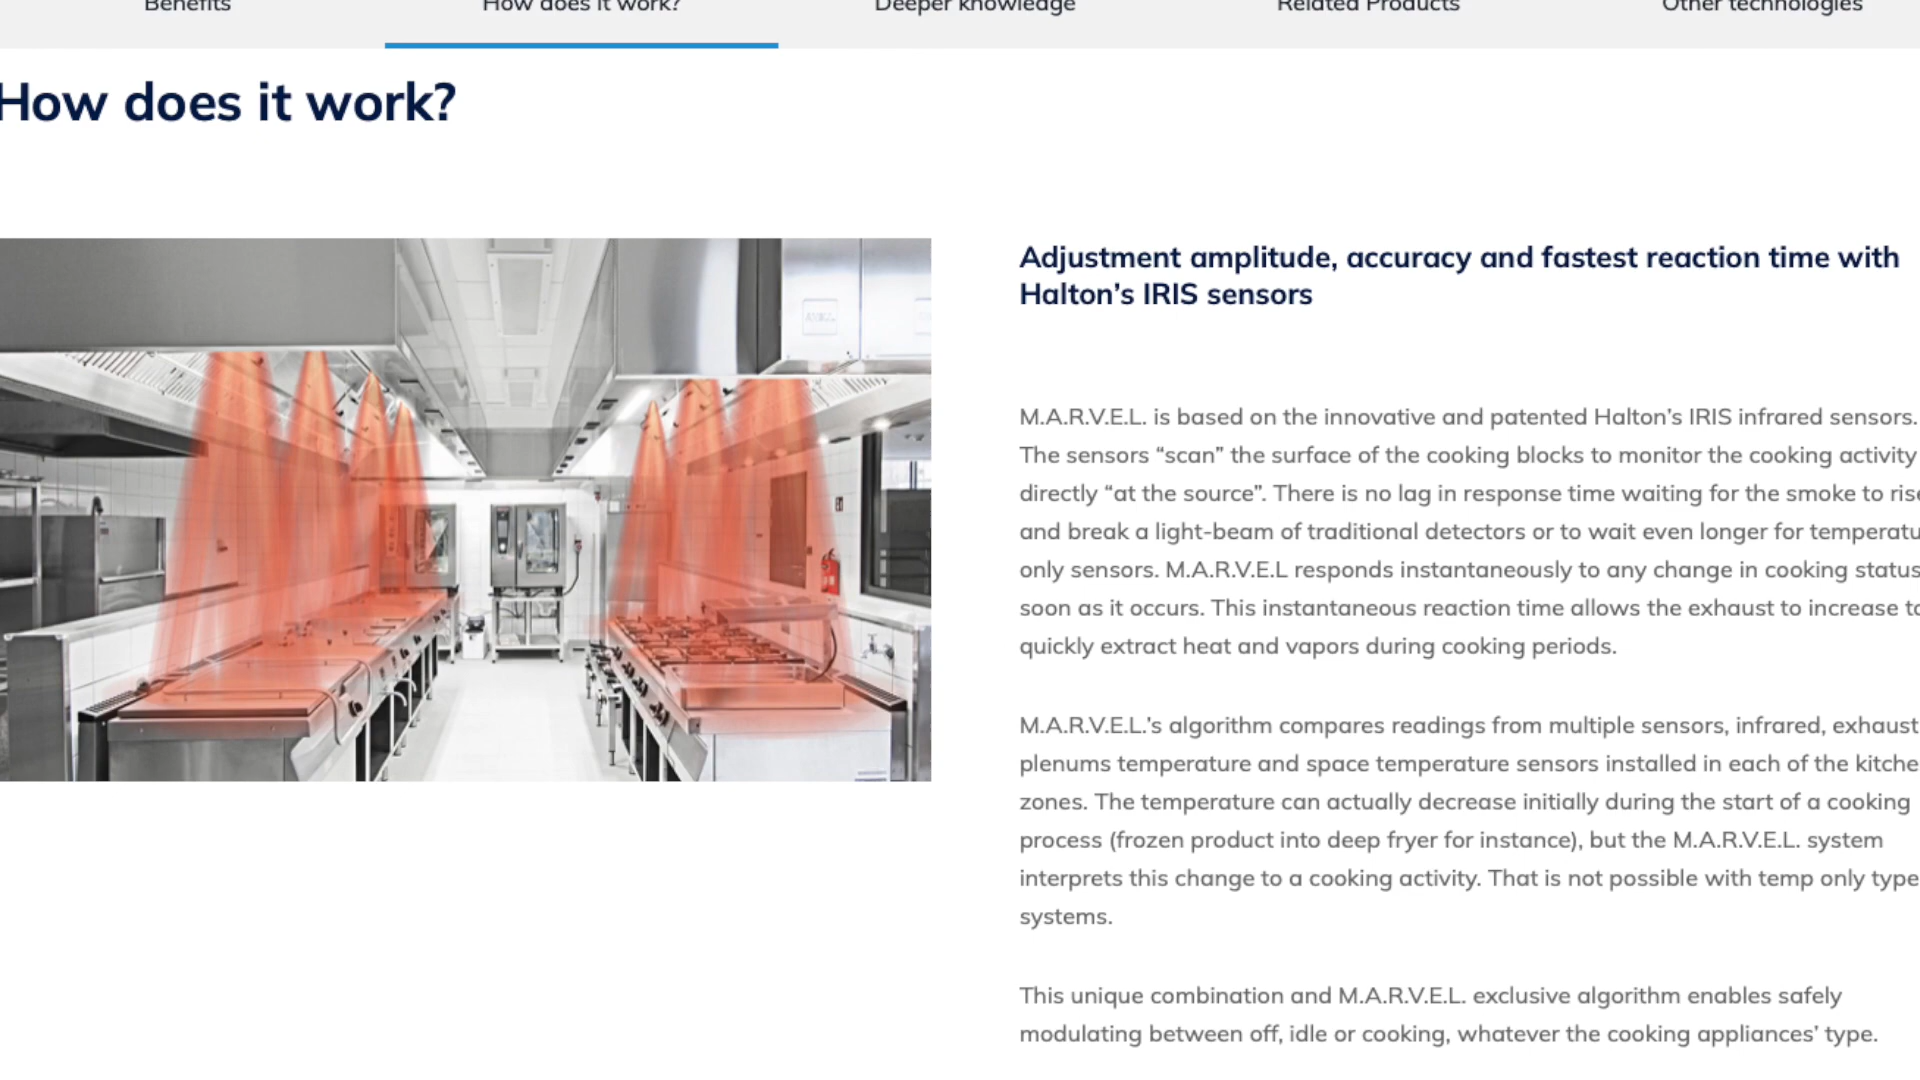 Benefits
How does it work?
Deeper knowledge
Related Products
Other technologies
How does it work?
Adjustment amplitude, accuracy and fastest reaction time with
Halton’s IRIS sensors
M.A.R.V.E.L. is based on the innovative and patented Halton’s IRIS infrared sensors.
The sensors “scan” the surface of the cooking blocks to monitor the cooking activity
directly “at the source”. There is no lag in response time waiting for the smoke to rise
and break a light-beam of traditional detectors or to wait even longer for temperatu
only sensors. M.A.R.V.E.L responds instantaneously to any change in cooking status
soon as it occurs. This instantaneous reaction time allows the exhaust to increase to
quickly extract heat and vapors during cooking periods.
M.A.R.V.E.L.’s algorithm compares readings from multiple sensors, infrared, exhaust
plenums temperature and space temperature sensors installed in each of the kitche
zones. The temperature can actually decrease initially during the start of a cooking
process (frozen product into deep fryer for instance), but the M.A.R.V.E.L. system
interprets this change to a cooking activity. That is not possible with temp only type
systems.
This unique combination and M.A.R.V.E.L. exclusive algorithm enables safely
modulating between off, idle or cooking, whatever the cooking appliances’ type.